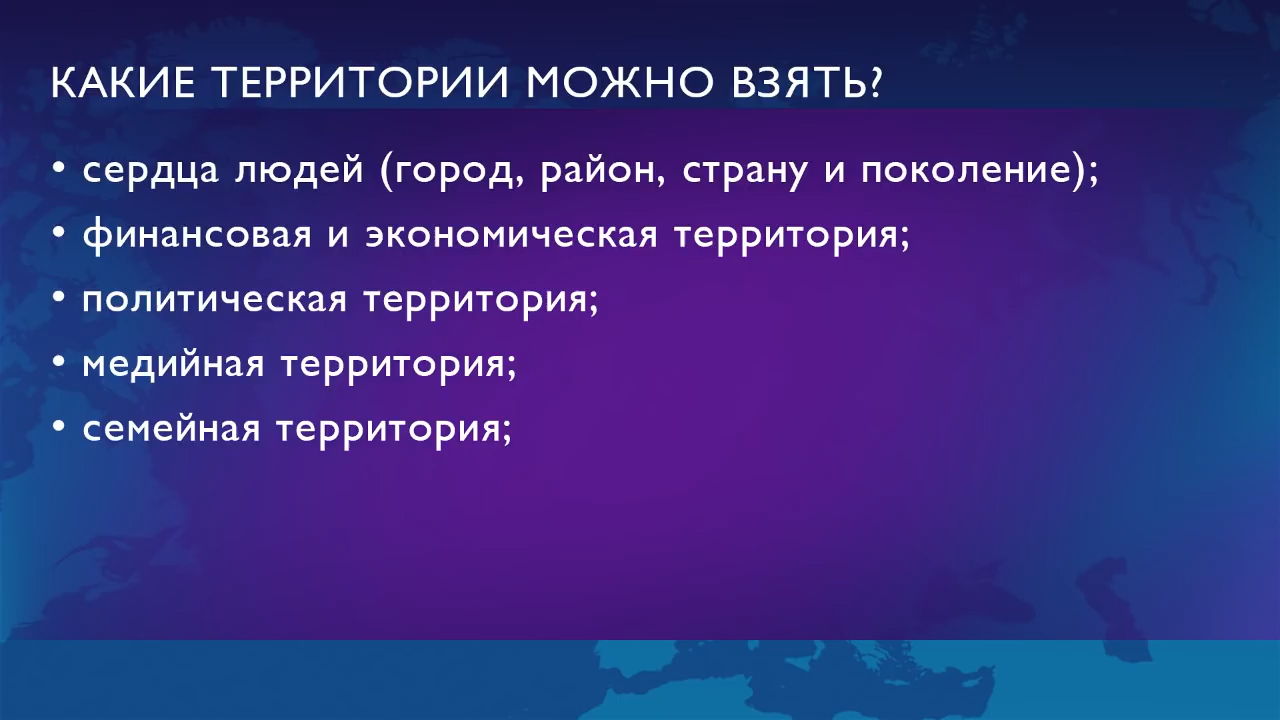 КАКИЕ ТЕРРИТОРИИ МОЖНО ВЗЯТЬ?
• сердца людей (город, район, страну и поколение);
• финансовая и экономическая территория;
• политическая территория;
• медийная территория;
• семейная территория;